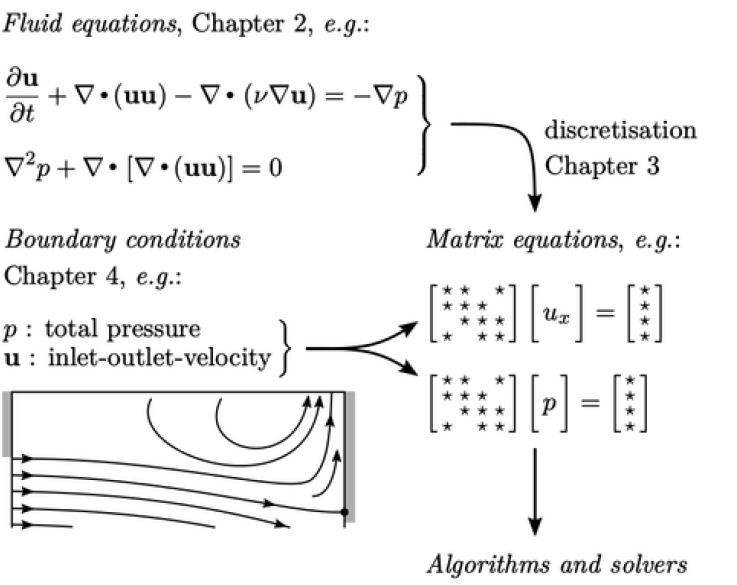 Fluid equations, Chapter 2, e.g.:
∂u/∂t + ∇•(uu) − ∇•(ν∇u) = −∇p
∇²p + ∇•[∇•(uu)] = 0
discretisation
Chapter 3
Boundary conditions
Chapter 4, e.g.:
p : total pressure
u : inlet-outlet-velocity
Matrix equations, e.g.:
[⋆⋆ ⋆ ⋆⋆⋆ ⋆⋆⋆ ⋆ ⋆⋆] [uₓ] = [⋆ ⋆ ⋆ ⋆]
[⋆⋆ ⋆ ⋆⋆⋆ ⋆⋆⋆ ⋆ ⋆⋆] [p] = [⋆ ⋆ ⋆ ⋆]
Algorithms and solvers